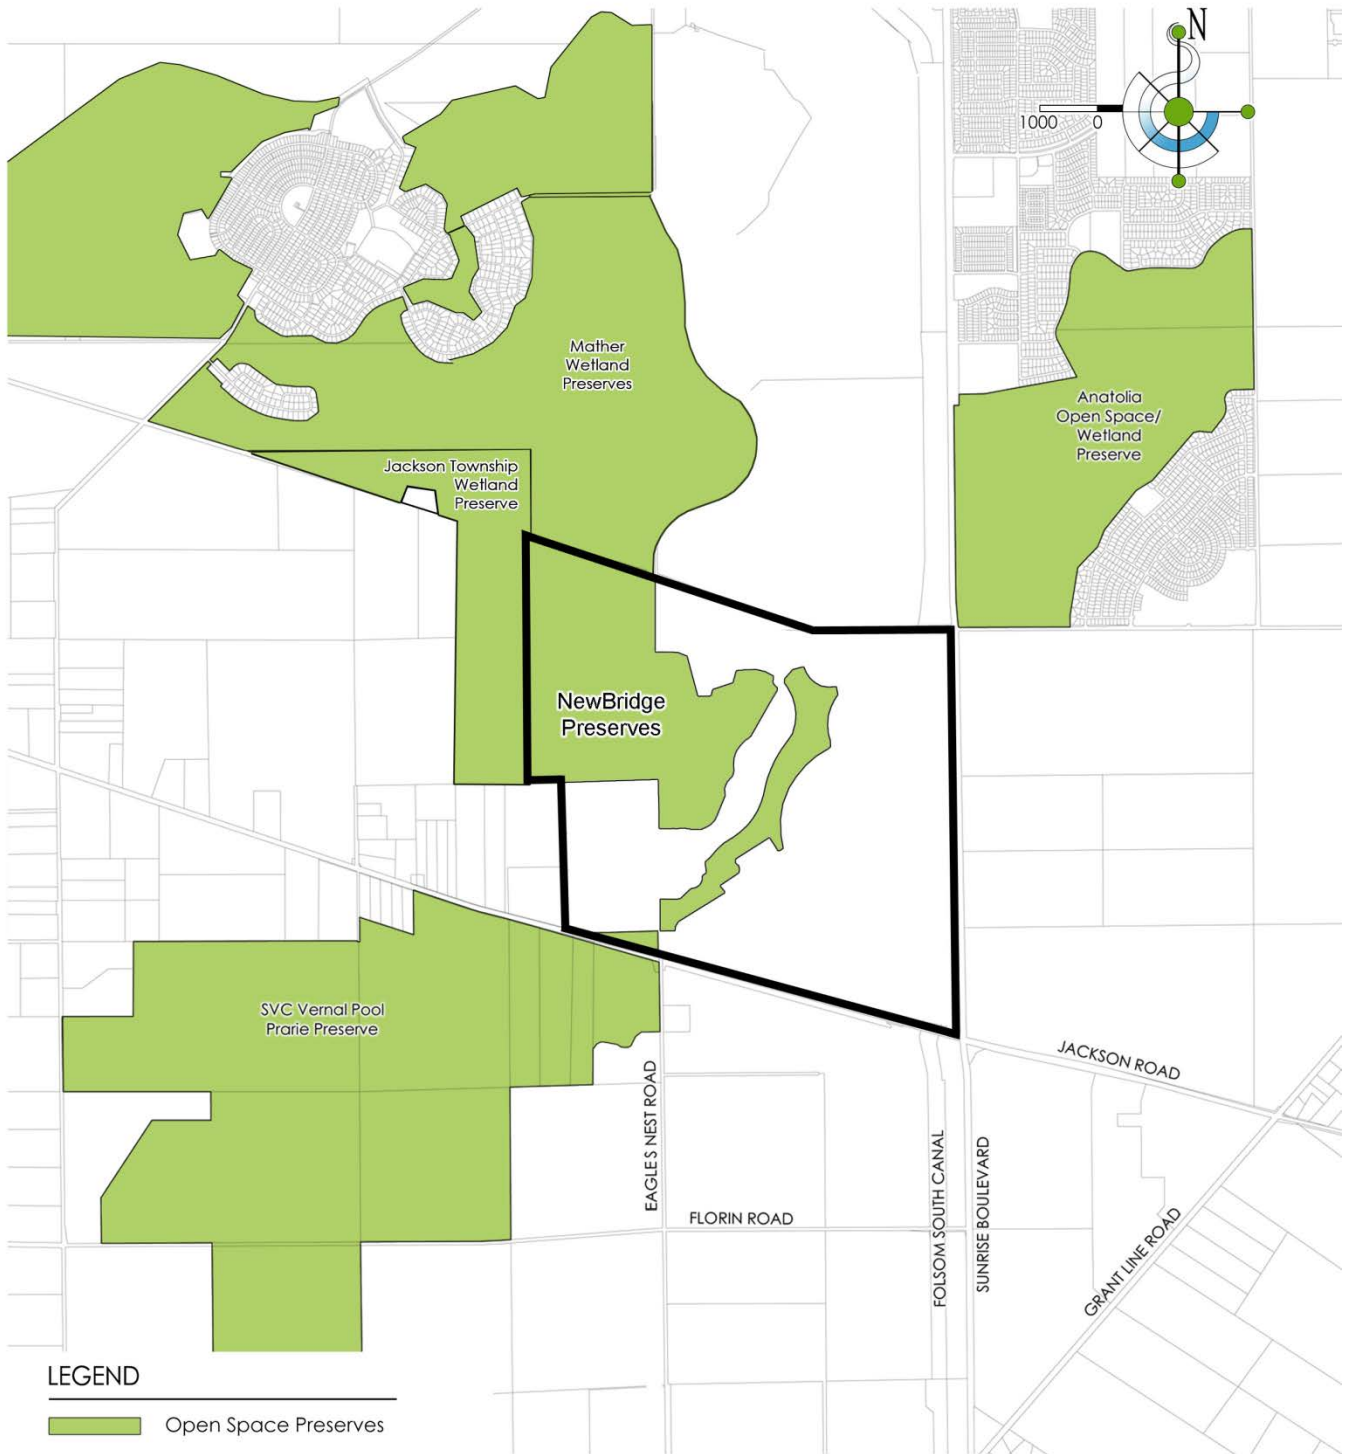 N
1000 0
Mather
Wetland
Preserves
Anatolia
Open Space/
Wetland
Preserve
Jackson Township
Wetland
Preserve
NewBridge
Preserves
SVC Vernal Pool
Prarie Preserve
JACKSON ROAD
EAGLES NEST ROAD
FLORIN ROAD
FOLSOM SOUTH CANAL
SUNRISE BOULEVARD
GRANT LINE ROAD
LEGEND
Open Space Preserves